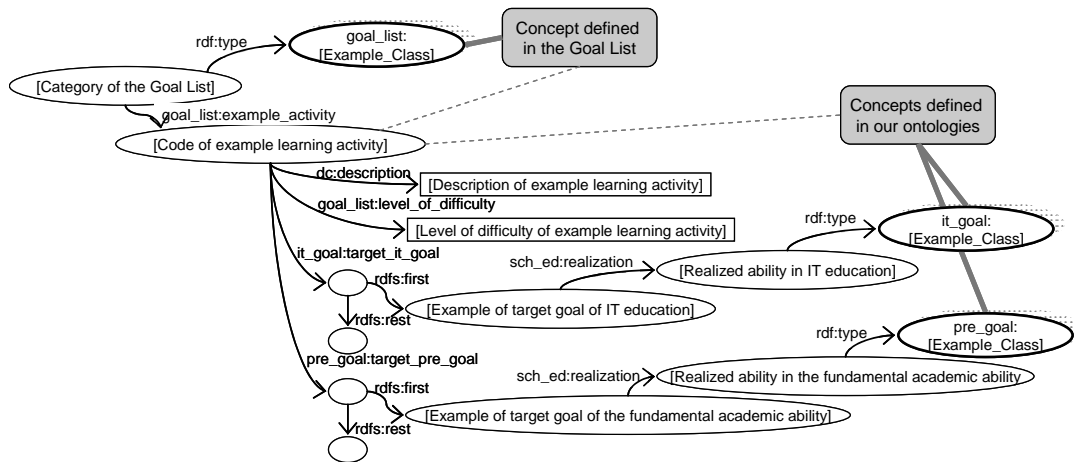 goal_list:
[Example_Class]
Concept defined
in the Goal List
rdf:type
[Category of the Goal List]
goal_list:example_activity
[Code of example learning activity]
Concepts defined
in our ontologies
dc:description
[Description of example learning activity]
goal_list:level_of_difficulty
[Level of difficulty of example learning activity]
rdf:type
it_goal:
[Example_Class]
it_goal:target_it_goal
sch_ed:realization
[Realized ability in IT education]
rdfs:first
[Example of target goal of IT education]
rdfs:rest
rdf:type
pre_goal:
[Example_Class]
pre_goal:target_pre_goal
sch_ed:realization
[Realized ability in the fundamental academic ability
rdfs:first
[Example of target goal of the fundamental academic ability]
rdfs:rest